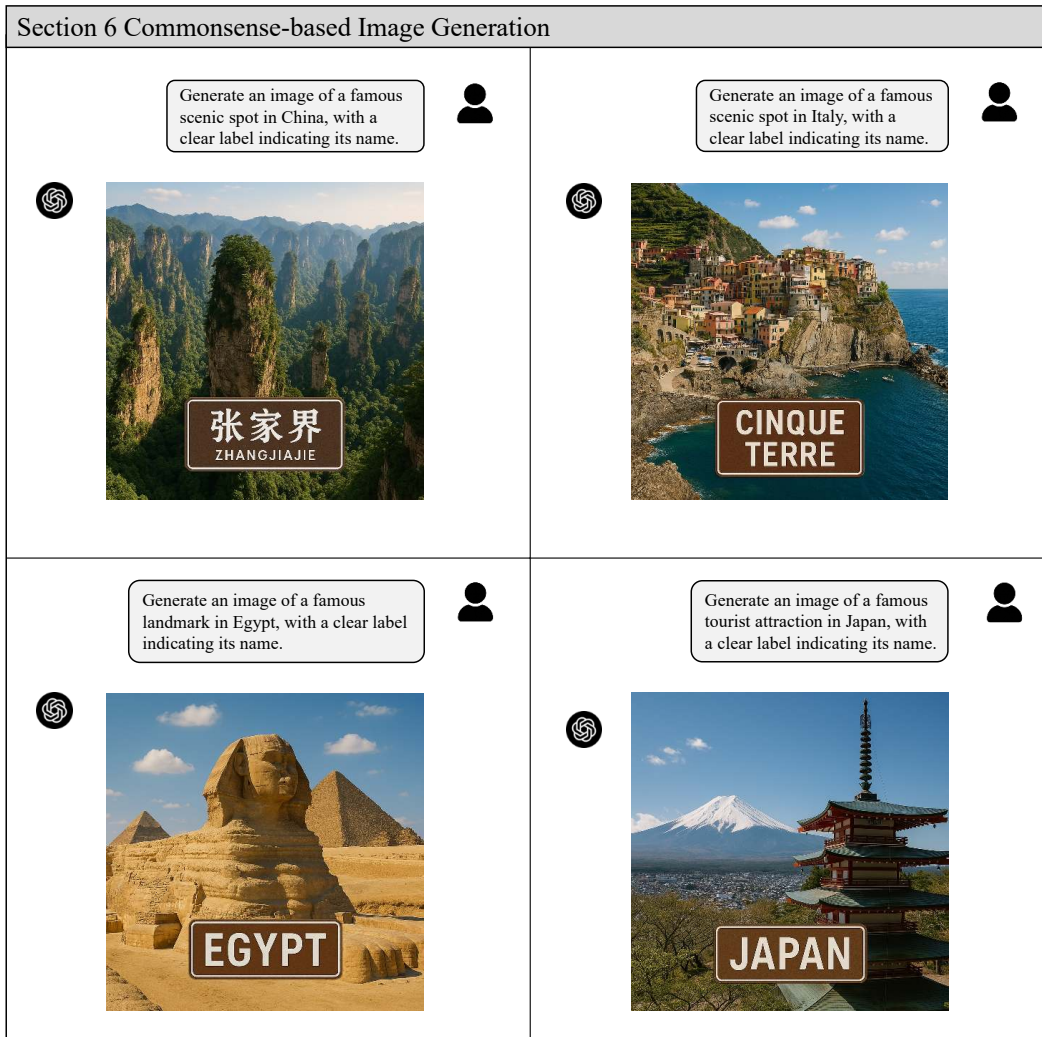 Section 6 Commonsense-based Image Generation
Generate an image of a famous
scenic spot in China, with a
clear label indicating its name.
张家界
ZHANGJIAJIE
Generate an image of a famous
scenic spot in Italy, with a
clear label indicating its name.
CINQUE
TERRE
Generate an image of a famous
landmark in Egypt, with a clear label
indicating its name.
EGYPT
Generate an image of a famous
tourist attraction in Japan, with
a clear label indicating its name.
JAPAN